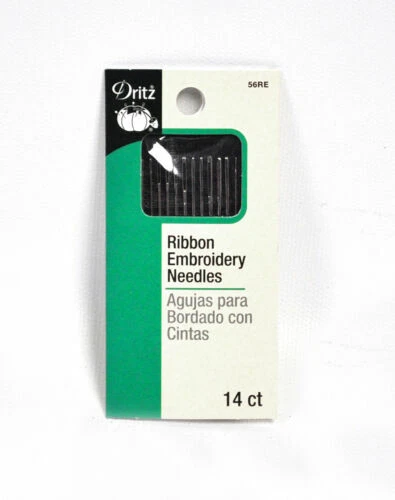 Dritz
56RE
Ribbon
Embroidery
Needles
Agujas para
Bordado con
Cintas
14 ct